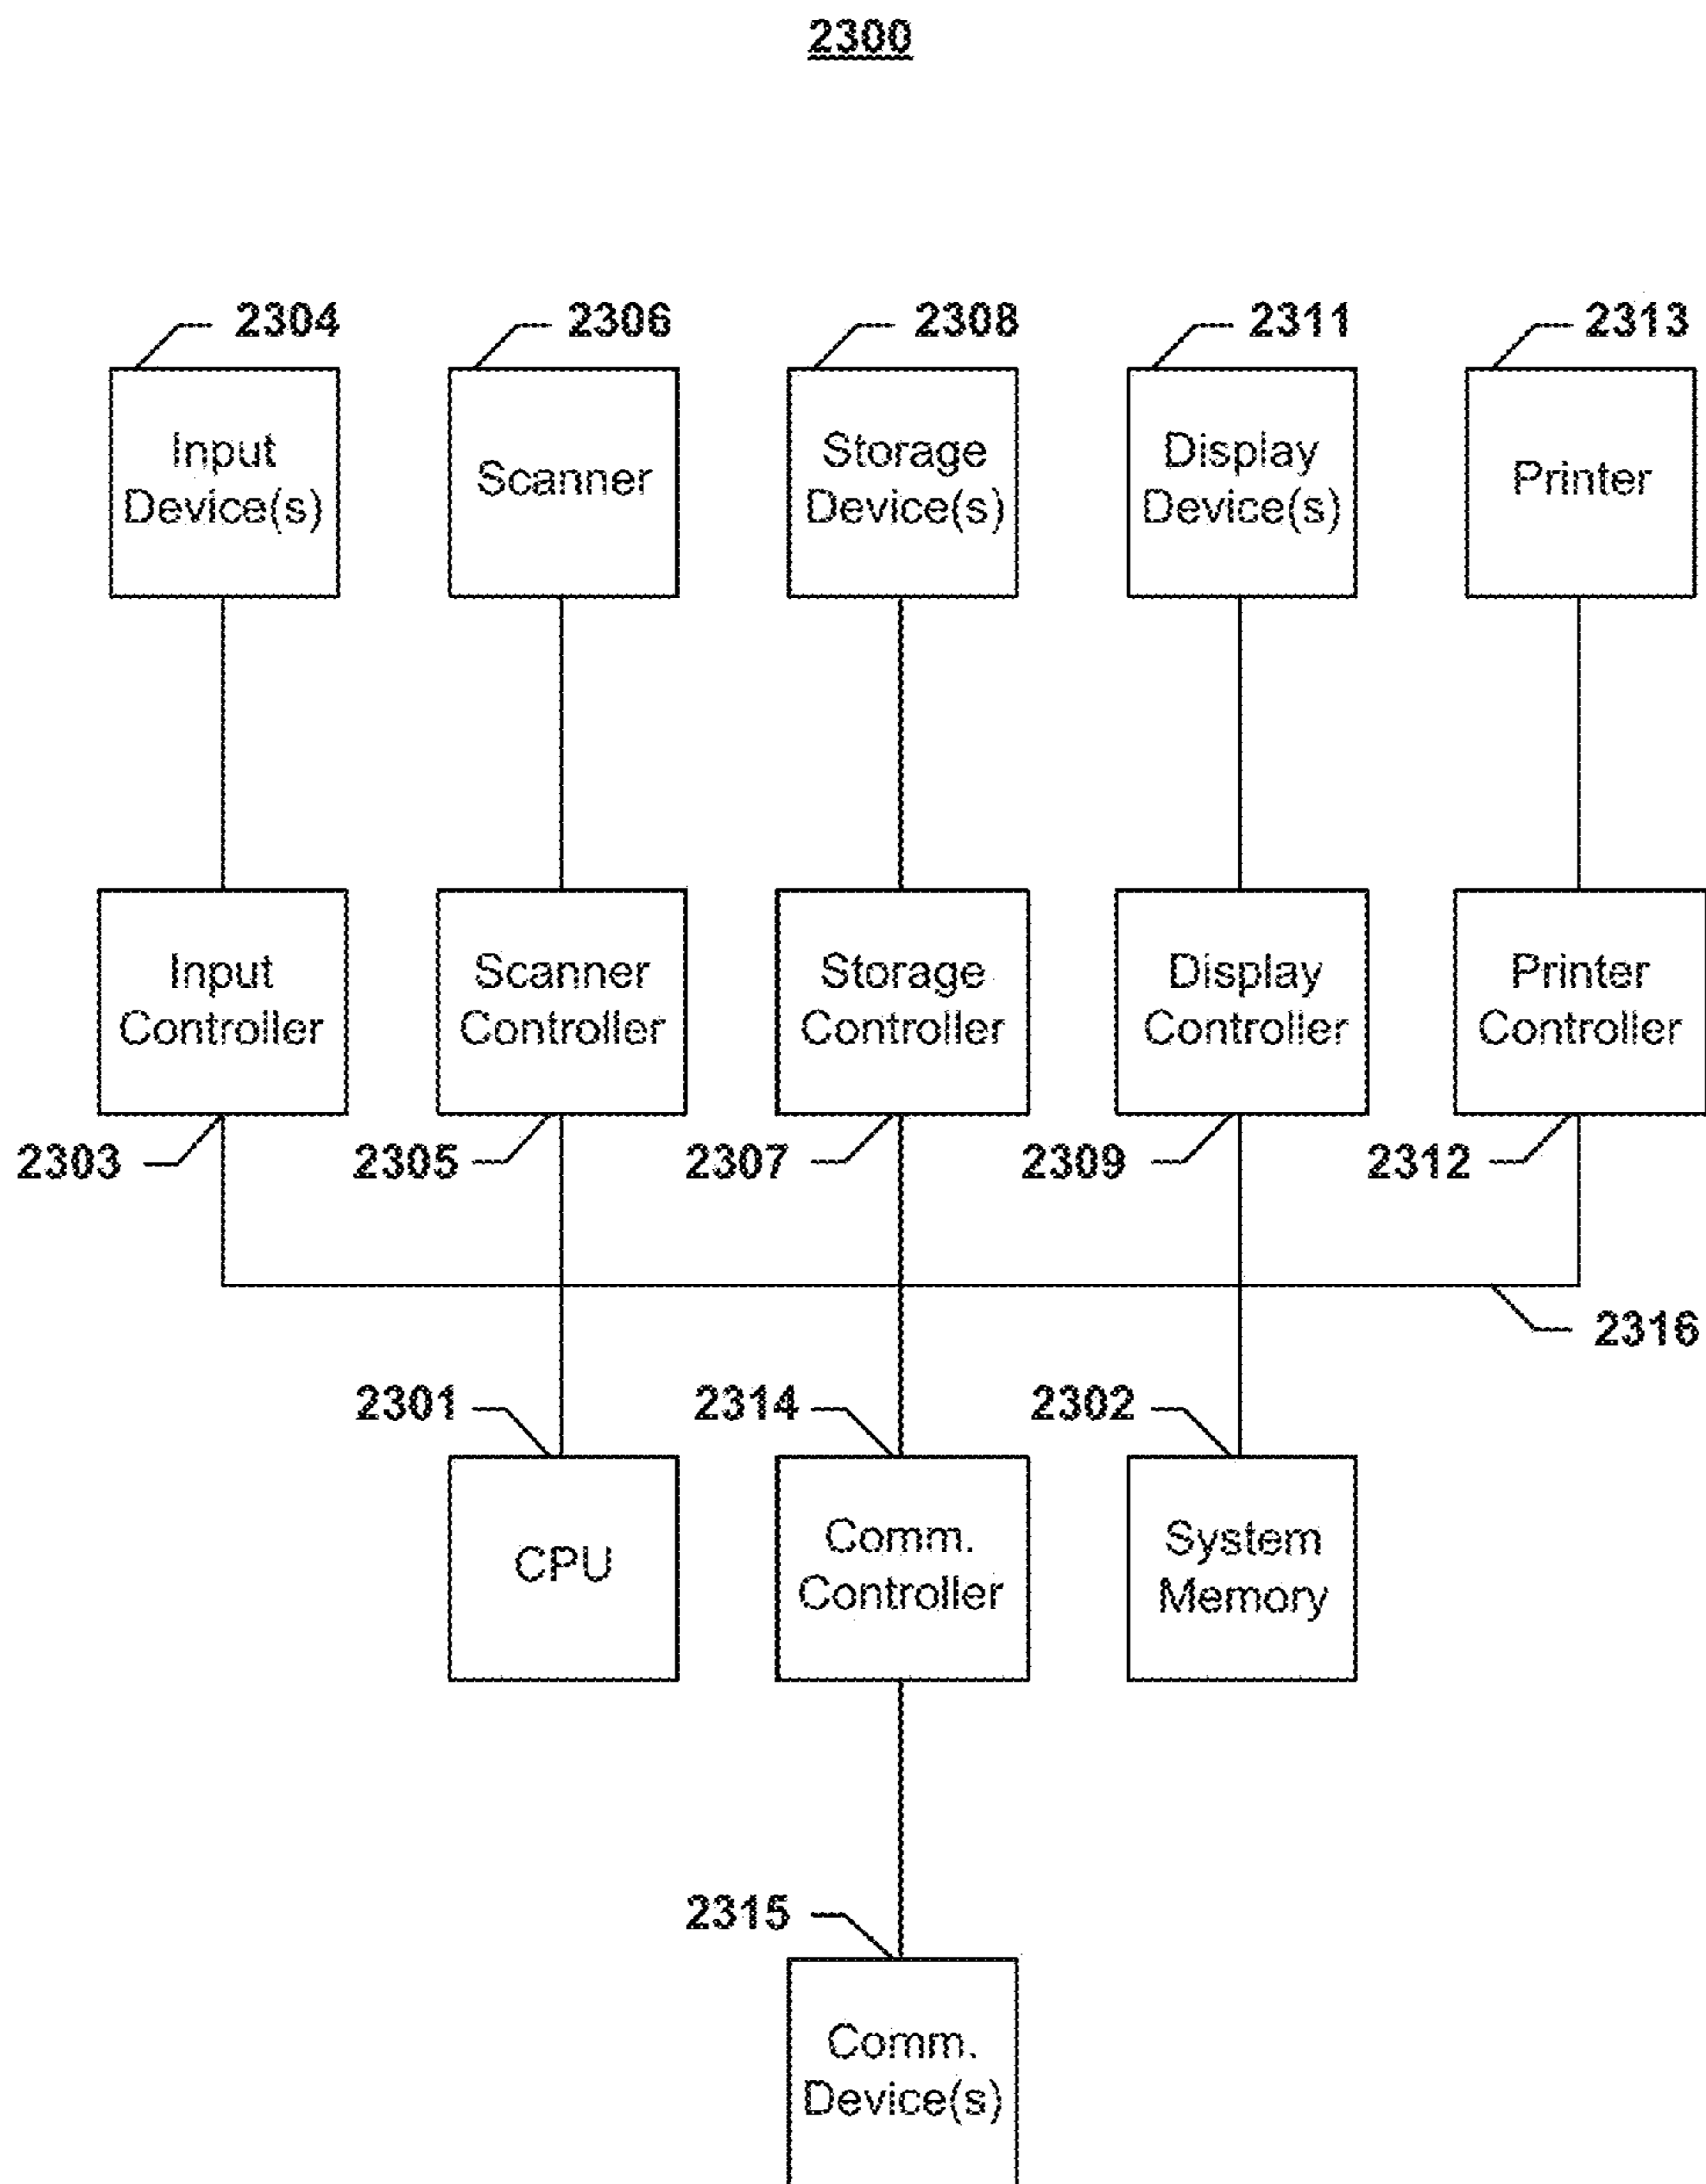 2300
2304
2306
2308
2311
2313
Input
Device(s)
Scanner
Storage
Device(s)
Display
Device(s)
Printer
Input
Controller
Scanner
Controller
Storage
Controller
Display
Controller
Printer
Controller
2303
2305
2307
2309
2312
2316
2301
2314
2302
CPU
Comm.
Controller
System
Memory
2315
Comm.
Device(s)